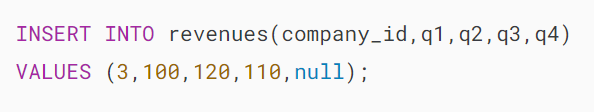 INSERT INTO revenues(company_id,q1,q2,q3,q4)
VALUES (3,100,120,110,null);